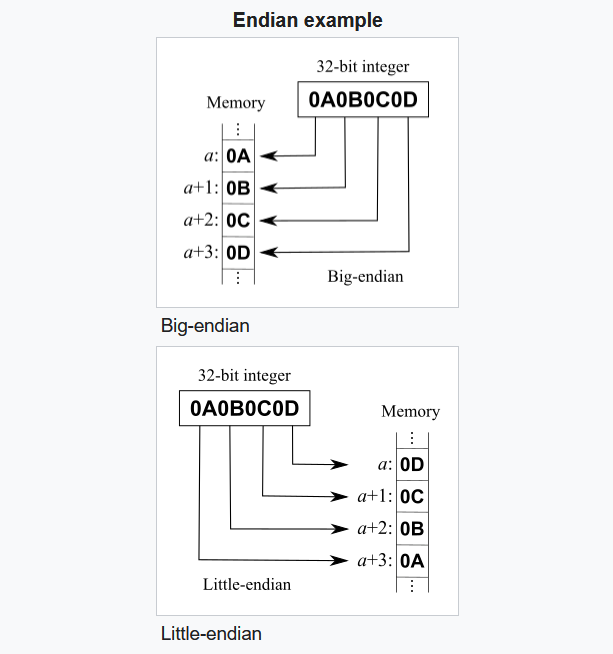 Endian example
32-bit integer
0A0B0C0D
Memory
⋮
a: 0A
a+1: 0B
a+2: 0C
a+3: 0D
⋮
Big-endian
Big-endian
32-bit integer
0A0B0C0D
Memory
⋮
a: 0D
a+1: 0C
a+2: 0B
a+3: 0A
⋮
Little-endian
Little-endian